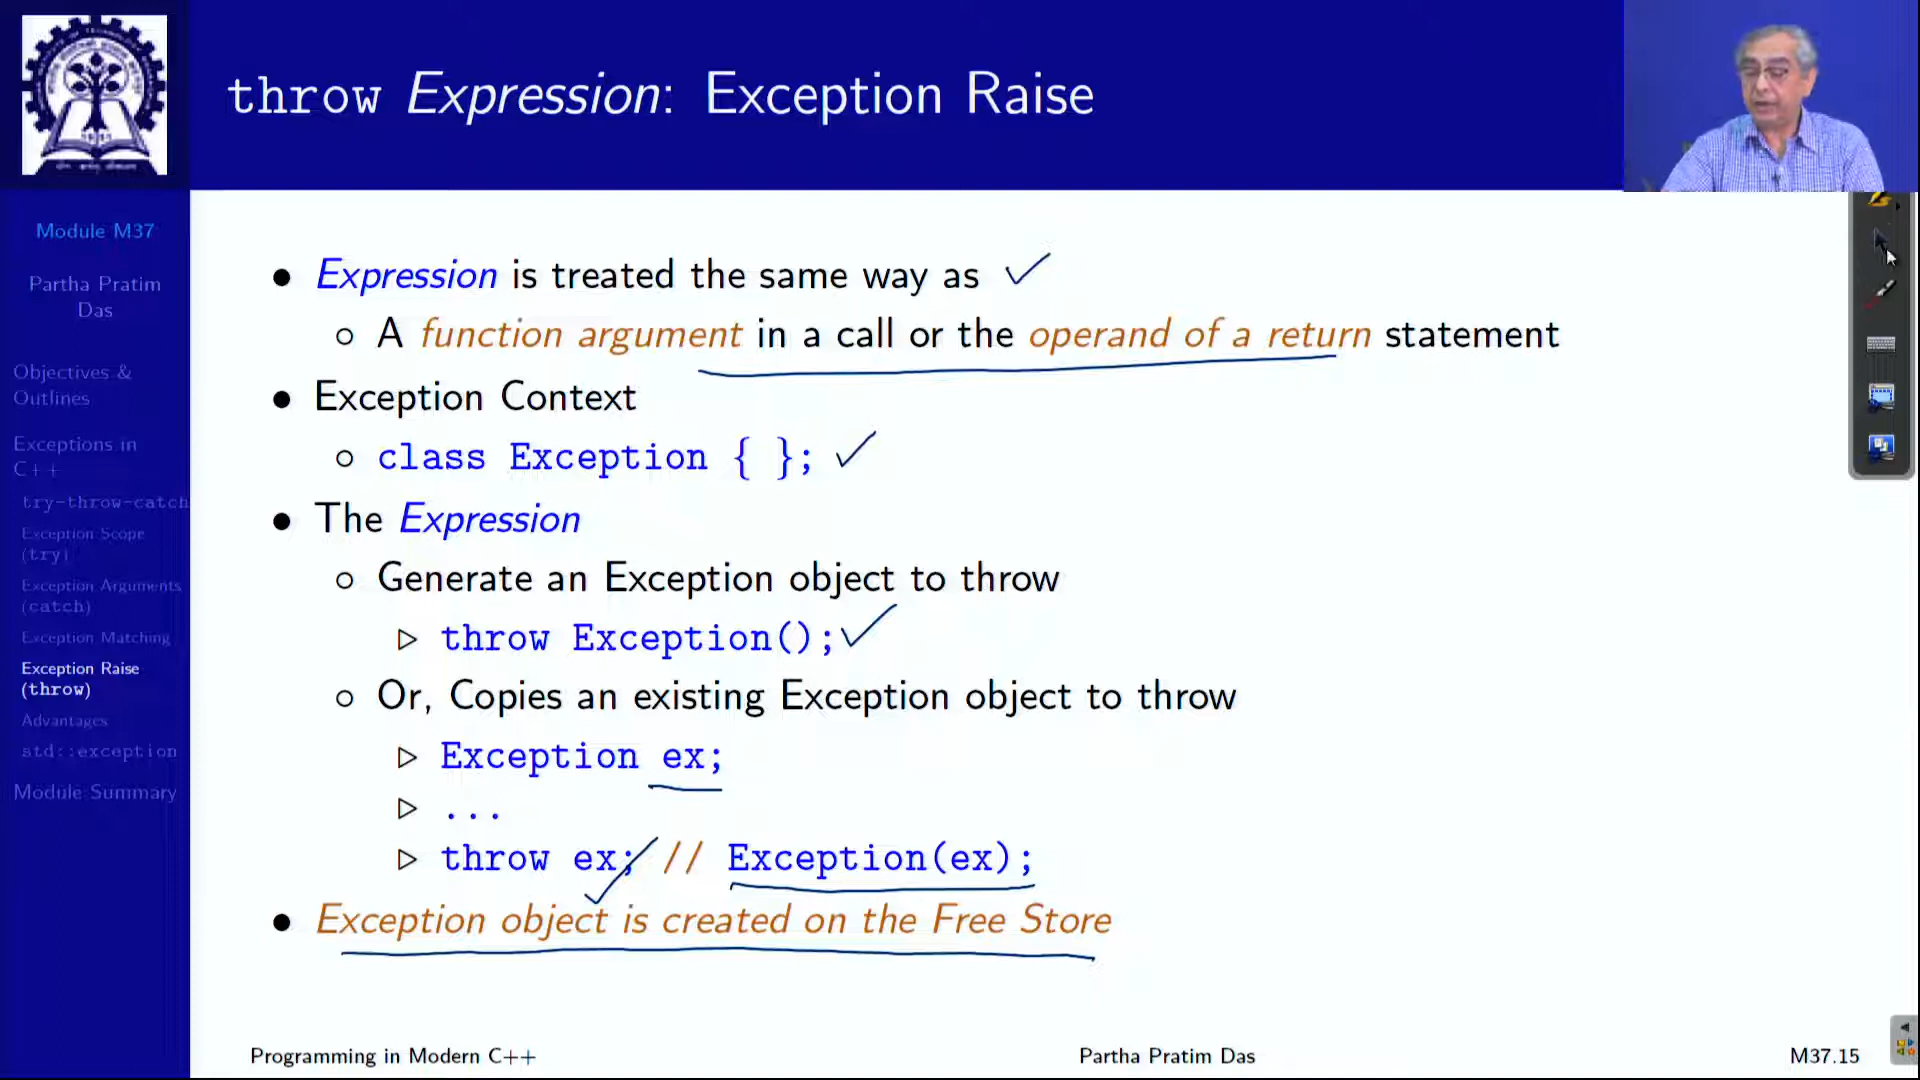 throw Expression: Exception Raise
Module M37
Partha Pratim
Das
Objectives &
Outlines
Exceptions in
C++
try-throw-catch
Exception Scope
(try)
Exception Arguments
(catch)
Exception Matching
Exception Raise
(throw)
Advantages
std::exception
Module Summary
• Expression is treated the same way as
◦ A function argument in a call or the operand of a return statement
• Exception Context
◦ class Exception { };
• The Expression
◦ Generate an Exception object to throw
▷ throw Exception();
◦ Or, Copies an existing Exception object to throw
▷ Exception ex;
▷ ...
▷ throw ex; // Exception(ex);
• Exception object is created on the Free Store
Programming in Modern C++
Partha Pratim Das
M37.15